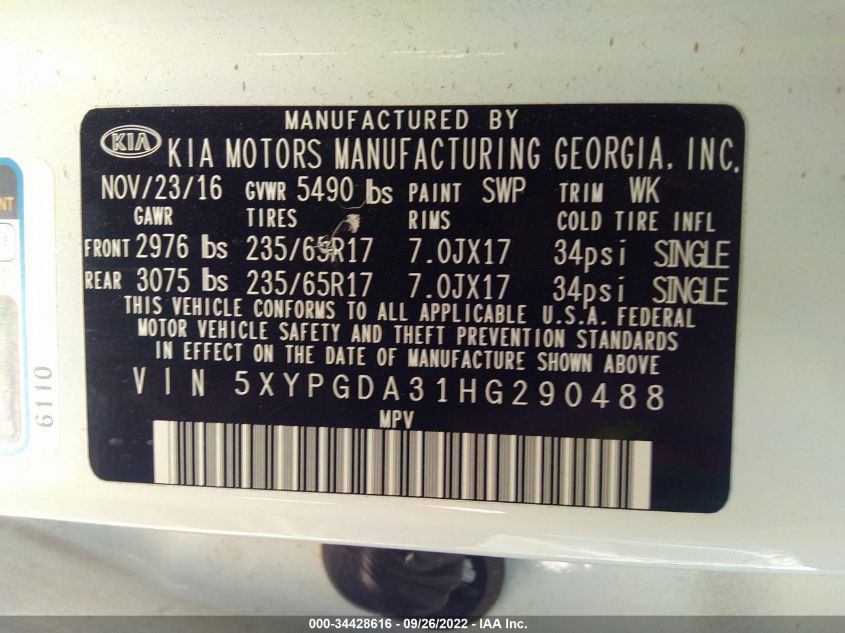 MANUFACTURED BY
KIA KIA MOTORS MANUFACTURING GEORGIA, INC.
NOV/23/16 GVWR 5490 lbs PAINT SWP TRIM WK
GAWR TIRES RIMS COLD TIRE INFL
FRONT 2976 lbs 235/65R17 7.0JX17 34psi SINGLE
REAR 3075 lbs 235/65R17 7.0JX17 34psi SINGLE
THIS VEHICLE CONFORMS TO ALL APPLICABLE U.S.A. FEDERAL
MOTOR VEHICLE SAFETY AND THEFT PREVENTION STANDARDS
IN EFFECT ON THE DATE OF MANUFACTURE SHOWN ABOVE
VIN 5XYPGDA31HG290488
MPV
6110
000-34428616 - 09/26/2022 - IAA Inc.